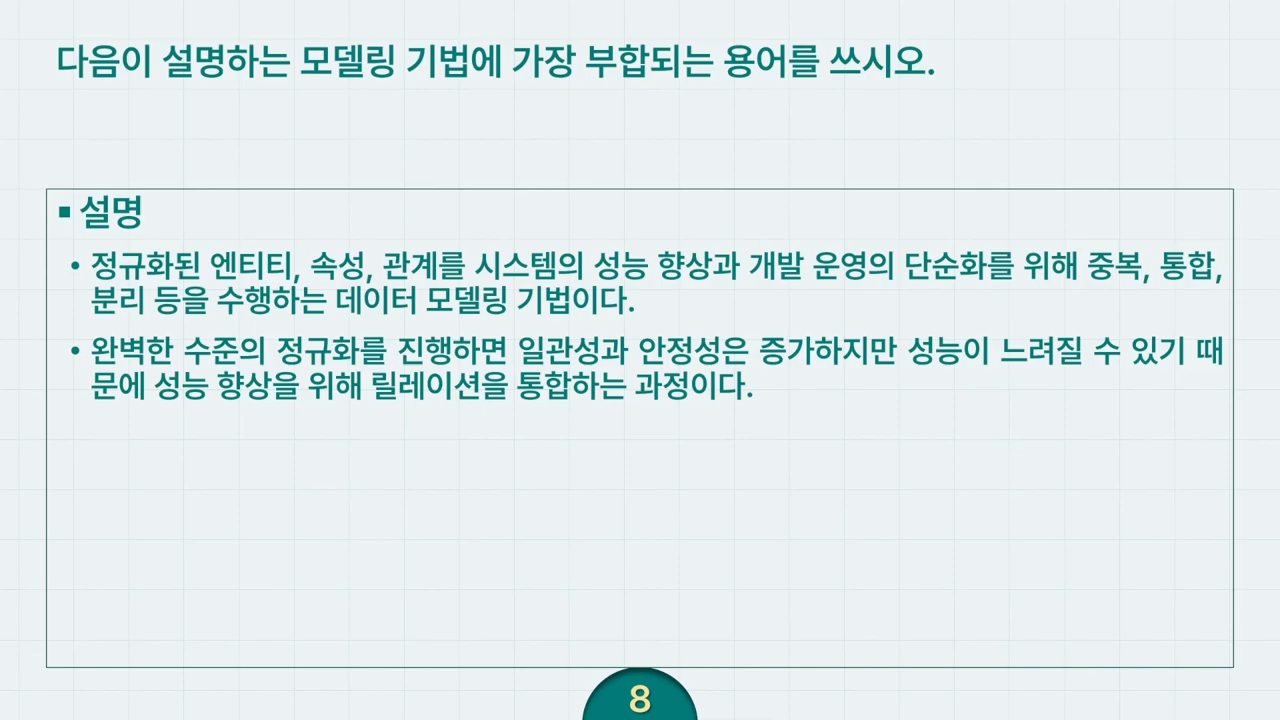 다음이 설명하는 모델링 기법에 가장 부합되는 용어를 쓰시오.
▪ 설명
• 정규화된 엔티티, 속성, 관계를 시스템의 성능 향상과 개발 운영의 단순화를 위해 중복, 통합,
분리 등을 수행하는 데이터 모델링 기법이다.
• 완벽한 수준의 정규화를 진행하면 일관성과 안정성은 증가하지만 성능이 느려질 수 있기 때
문에 성능 향상을 위해 릴레이션을 통합하는 과정이다.
8